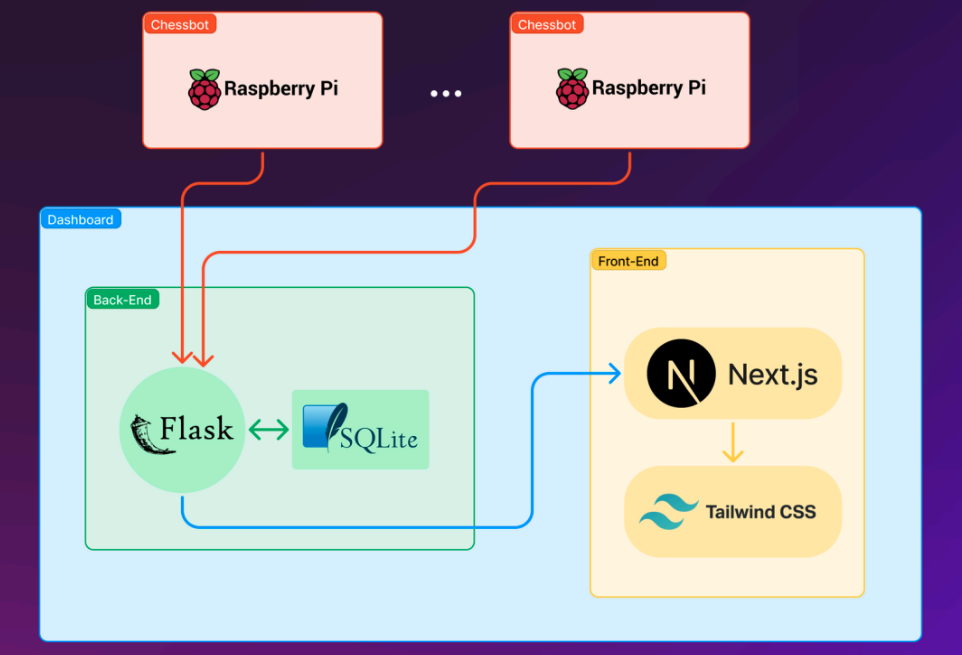 Chessbot
Raspberry Pi
...
Chessbot
Raspberry Pi
Dashboard
Back-End
Flask
SQLite
Front-End
N
Next.js
Tailwind CSS